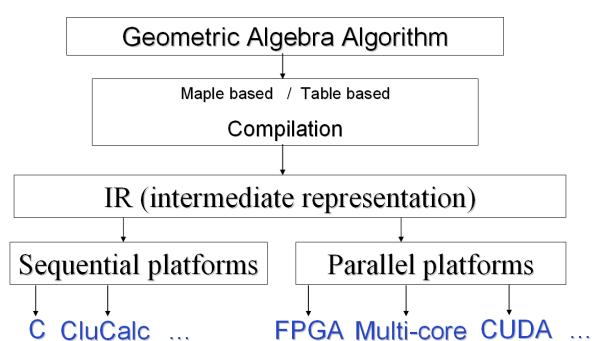 Geometric Algebra Algorithm
Maple based / Table based
Compilation
IR (intermediate representation)
Sequential platforms
Parallel platforms
C CluCalc ...
FPGA Multi-core CUDA ...